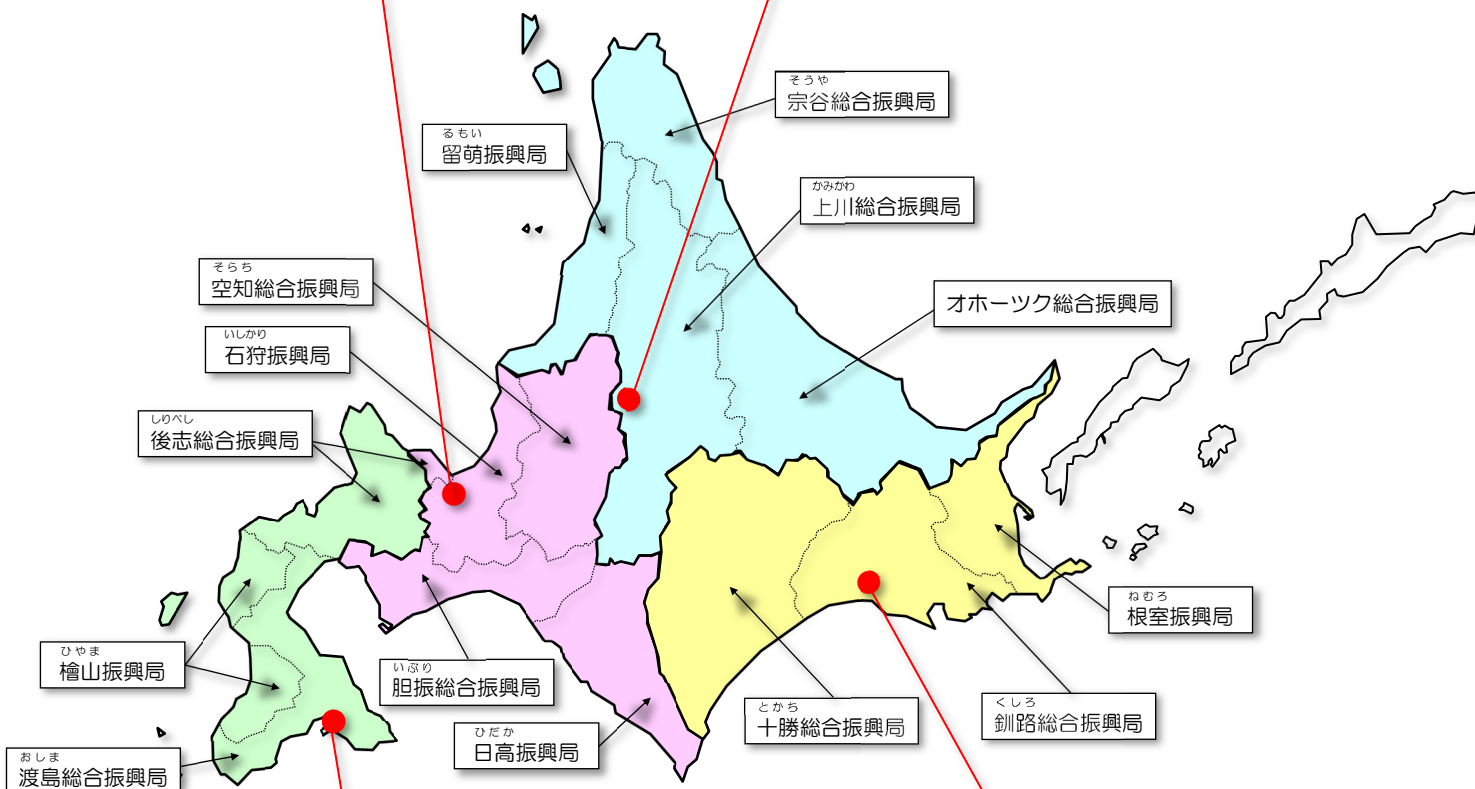 そうや
宗谷総合振興局
るもい
留萌振興局
かみかわ
上川総合振興局
そらち
空知総合振興局
オホーツク総合振興局
いしかり
石狩振興局
しりべし
後志総合振興局
ねむろ
根室振興局
ひやま
檜山振興局
いぶり
胆振総合振興局
くしろ
釧路総合振興局
とかち
十勝総合振興局
ひだか
日高振興局
おしま
渡島総合振興局